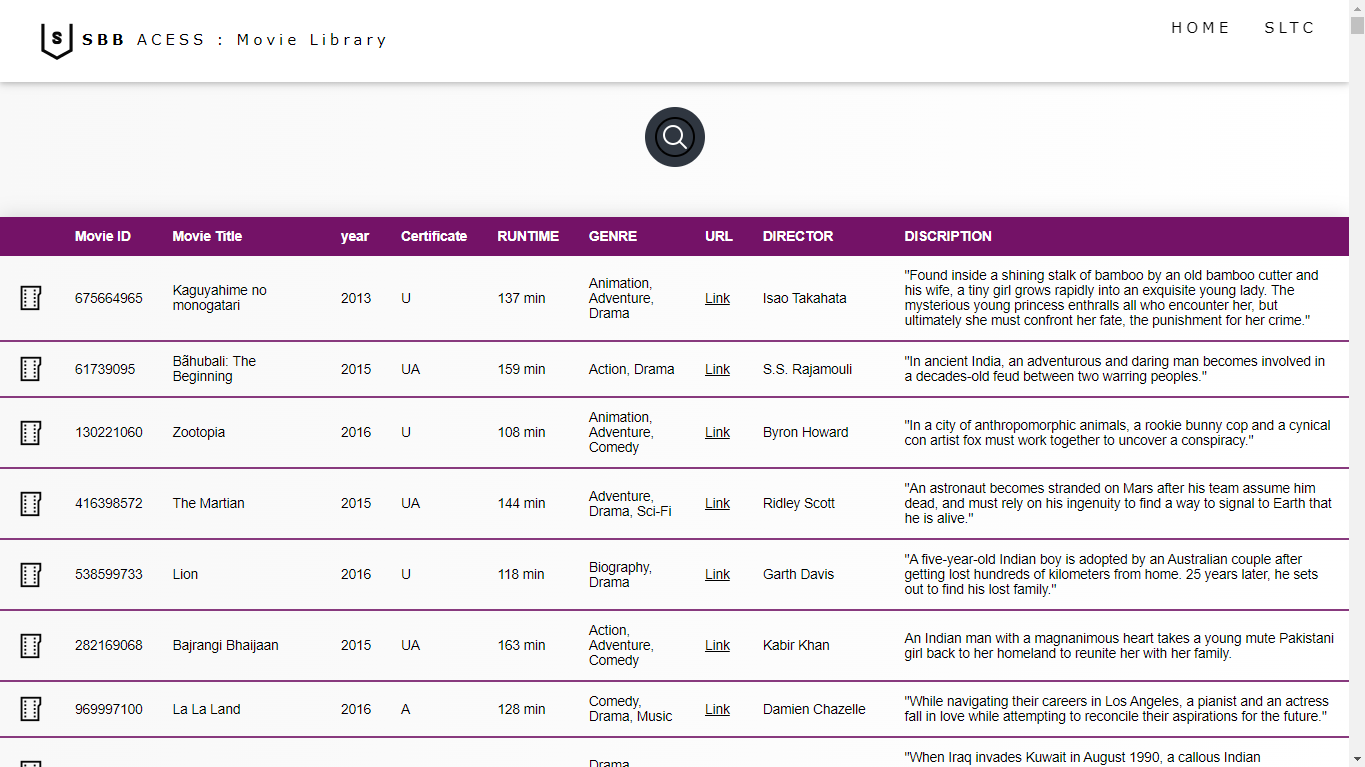 S SBB ACESS : Movie Library
HOME SLTC
Movie ID Movie Title year Certificate RUNTIME GENRE URL DIRECTOR DISCRIPTION
675664965
Kaguyahime no
monogatari
2013 U 137 min
Animation,
Adventure,
Drama
Link Isao Takahata
"Found inside a shining stalk of bamboo by an old bamboo cutter and
his wife, a tiny girl grows rapidly into an exquisite young lady. The
mysterious young princess enthralls all who encounter her, but
ultimately she must confront her fate, the punishment for her crime."
61739095
Bãhubali: The
Beginning
2015 UA 159 min Action, Drama Link S.S. Rajamouli
"In ancient India, an adventurous and daring man becomes involved in
a decades-old feud between two warring peoples."
130221060 Zootopia 2016 U 108 min
Animation,
Adventure,
Comedy
Link Byron Howard
"In a city of anthropomorphic animals, a rookie bunny cop and a cynical
con artist fox must work together to uncover a conspiracy."
416398572 The Martian 2015 UA 144 min
Adventure,
Drama, Sci-Fi
Link Ridley Scott
"An astronaut becomes stranded on Mars after his team assume him
dead, and must rely on his ingenuity to find a way to signal to Earth that
he is alive."
538599733 Lion 2016 U 118 min
Biography,
Drama
Link Garth Davis
"A five-year-old Indian boy is adopted by an Australian couple after
getting lost hundreds of kilometers from home. 25 years later, he sets
out to find his lost family."
282169068 Bajrangi Bhaijaan 2015 UA 163 min
Action,
Adventure,
Comedy
Link Kabir Khan
An Indian man with a magnanimous heart takes a young mute Pakistani
girl back to her homeland to reunite her with her family.
969997100 La La Land 2016 A 128 min
Comedy,
Drama, Music
Link Damien Chazelle
"While navigating their careers in Los Angeles, a pianist and an actress
fall in love while attempting to reconcile their aspirations for the future."
Drama
"When Iraq invades Kuwait in August 1990, a callous Indian